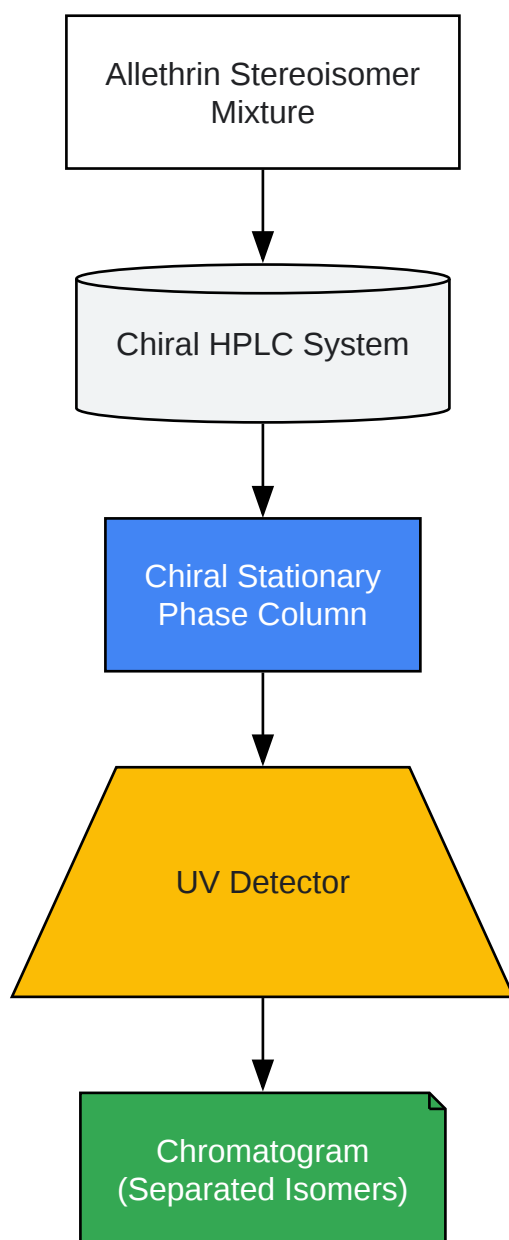 Allethrin Stereoisomer
Mixture
Chiral HPLC System
Chiral Stationary
Phase Column
UV Detector
Chromatogram
(Separated Isomers)